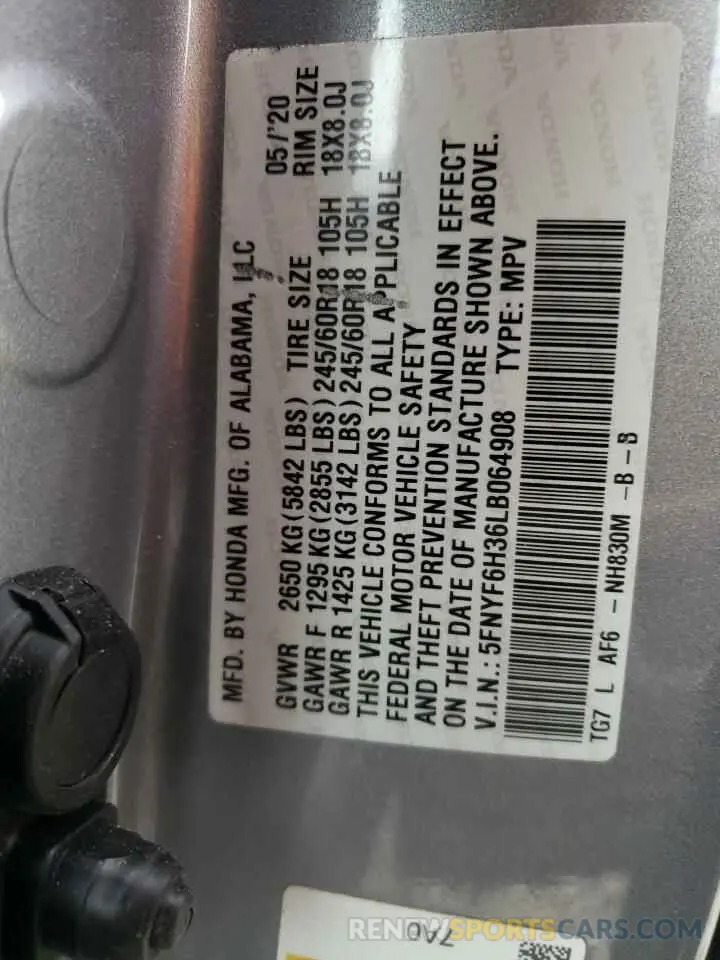 MFD. BY HONDA MFG. OF ALABAMA, LLC 05/'20
GVWR 2650 KG (5842 LBS) TIRE SIZE RIM SIZE
GAWR F 1295 KG (2855 LBS) 245/60R18 105H 18X8.0J
GAWR R 1425 KG (3142 LBS) 245/60R18 105H 18X8.0J
THIS VEHICLE CONFORMS TO ALL APPLICABLE
FEDERAL MOTOR VEHICLE SAFETY
AND THEFT PREVENTION STANDARDS IN EFFECT
ON THE DATE OF MANUFACTURE SHOWN ABOVE.
V.I.N.: 5FNYF6H36LB064908 TYPE: MPV
TG7 L AF6 - NH830M -B-B
RENEWSPORTSCARS.COM